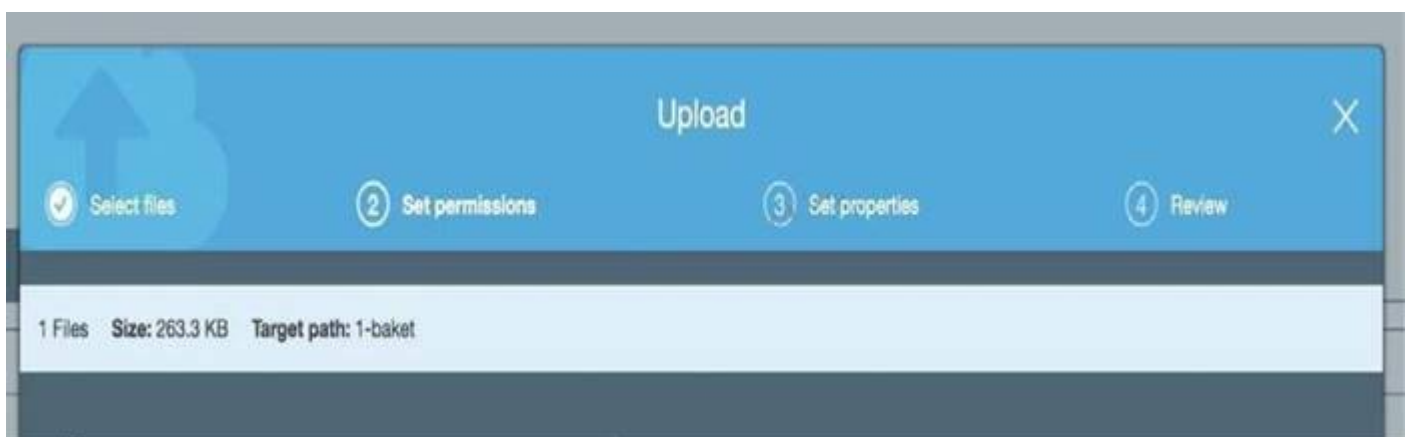 Upload
Select files 2 Set permissions 3 Set properties 4 Review
1 Files Size: 263.3 KB Target path: 1-baket